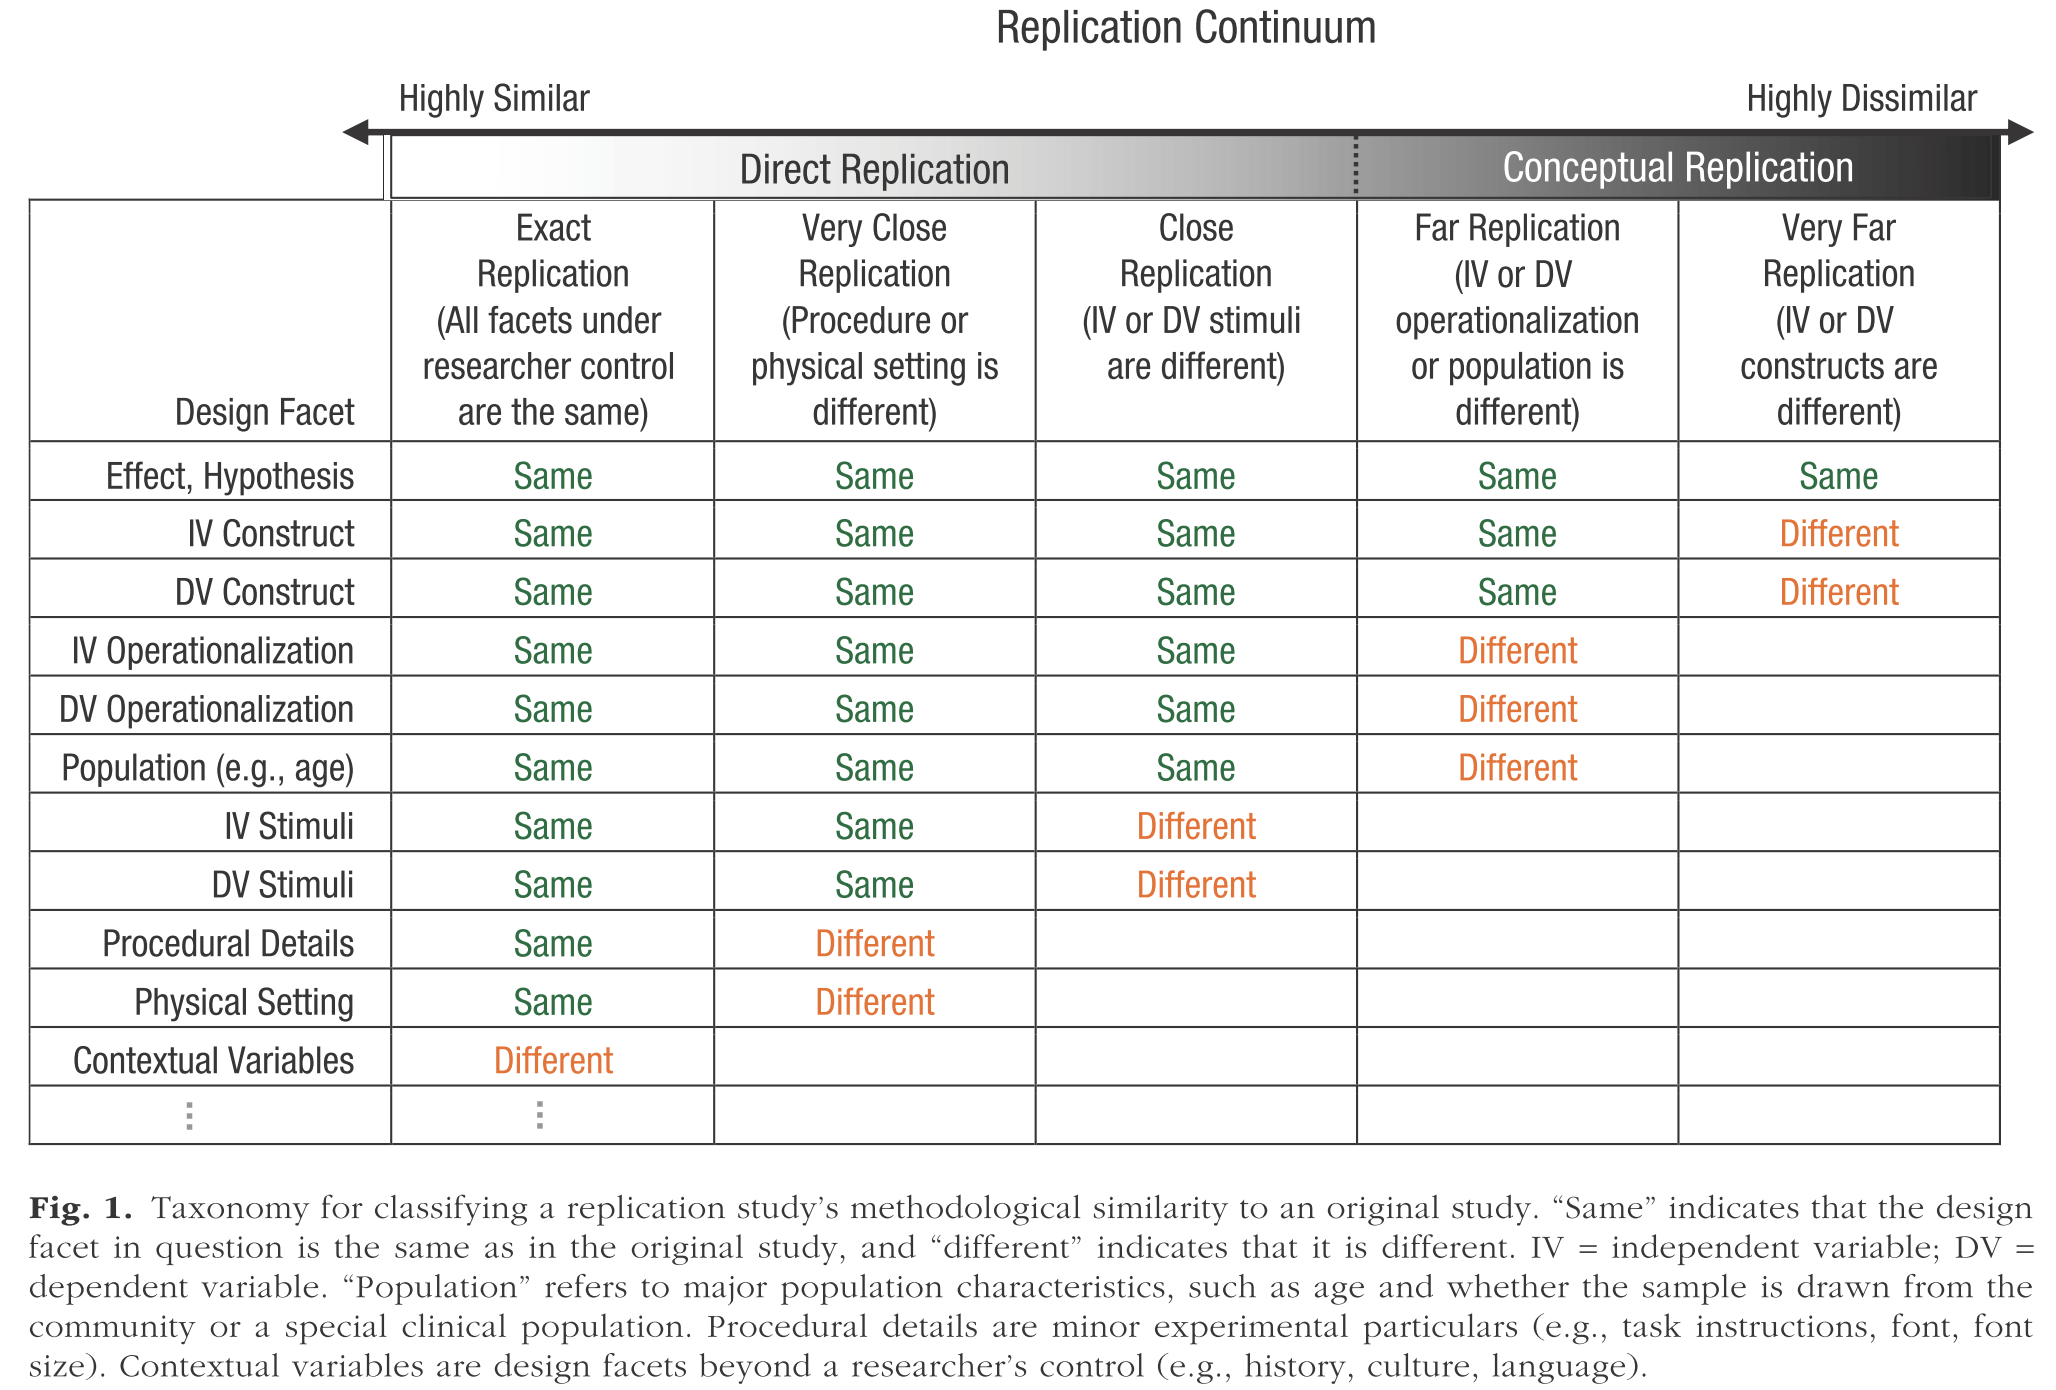 Replication Continuum
Highly Similar
Highly Dissimilar
Direct Replication
Conceptual Replication
Design Facet
Exact
Replication
(All facets under
researcher control
are the same)
Very Close
Replication
(Procedure or
physical setting is
different)
Close
Replication
(IV or DV stimuli
are different)
Far Replication
(IV or DV
operationalization
or population is
different)
Very Far
Replication
(IV or DV
constructs are
different)
Effect, Hypothesis Same Same Same Same Same
IV Construct Same Same Same Same Different
DV Construct Same Same Same Same Different
IV Operationalization Same Same Same Different
DV Operationalization Same Same Same Different
Population (e.g., age) Same Same Same Different
IV Stimuli Same Same Different
DV Stimuli Same Same Different
Procedural Details Same Different
Physical Setting Same Different
Contextual Variables Different
⋮ ⋮
Fig. 1. Taxonomy for classifying a replication study’s methodological similarity to an original study. “Same” indicates that the design
facet in question is the same as in the original study, and “different” indicates that it is different. IV = independent variable; DV =
dependent variable. “Population” refers to major population characteristics, such as age and whether the sample is drawn from the
community or a special clinical population. Procedural details are minor experimental particulars (e.g., task instructions, font, font
size). Contextual variables are design facets beyond a researcher’s control (e.g., history, culture, language).